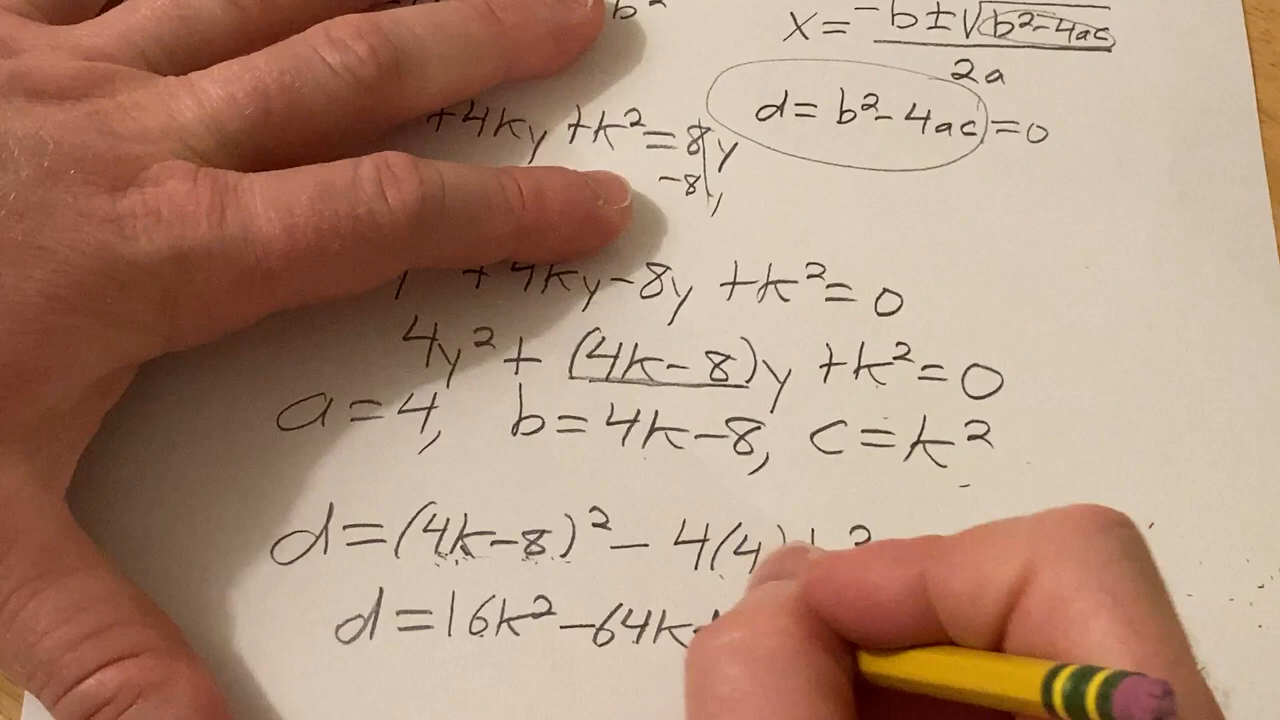 b²
x = -b ± √b²-4ac
2a
d = b²-4ac = 0
+4ky +k² = 8y
-8y
+ 4ky-8y +k² = 0
4y² + (4k-8)y +k² = 0
a = 4, b = 4k-8, c = k²
d = (4k-8)² - 4(4)
d = 16k² -64k